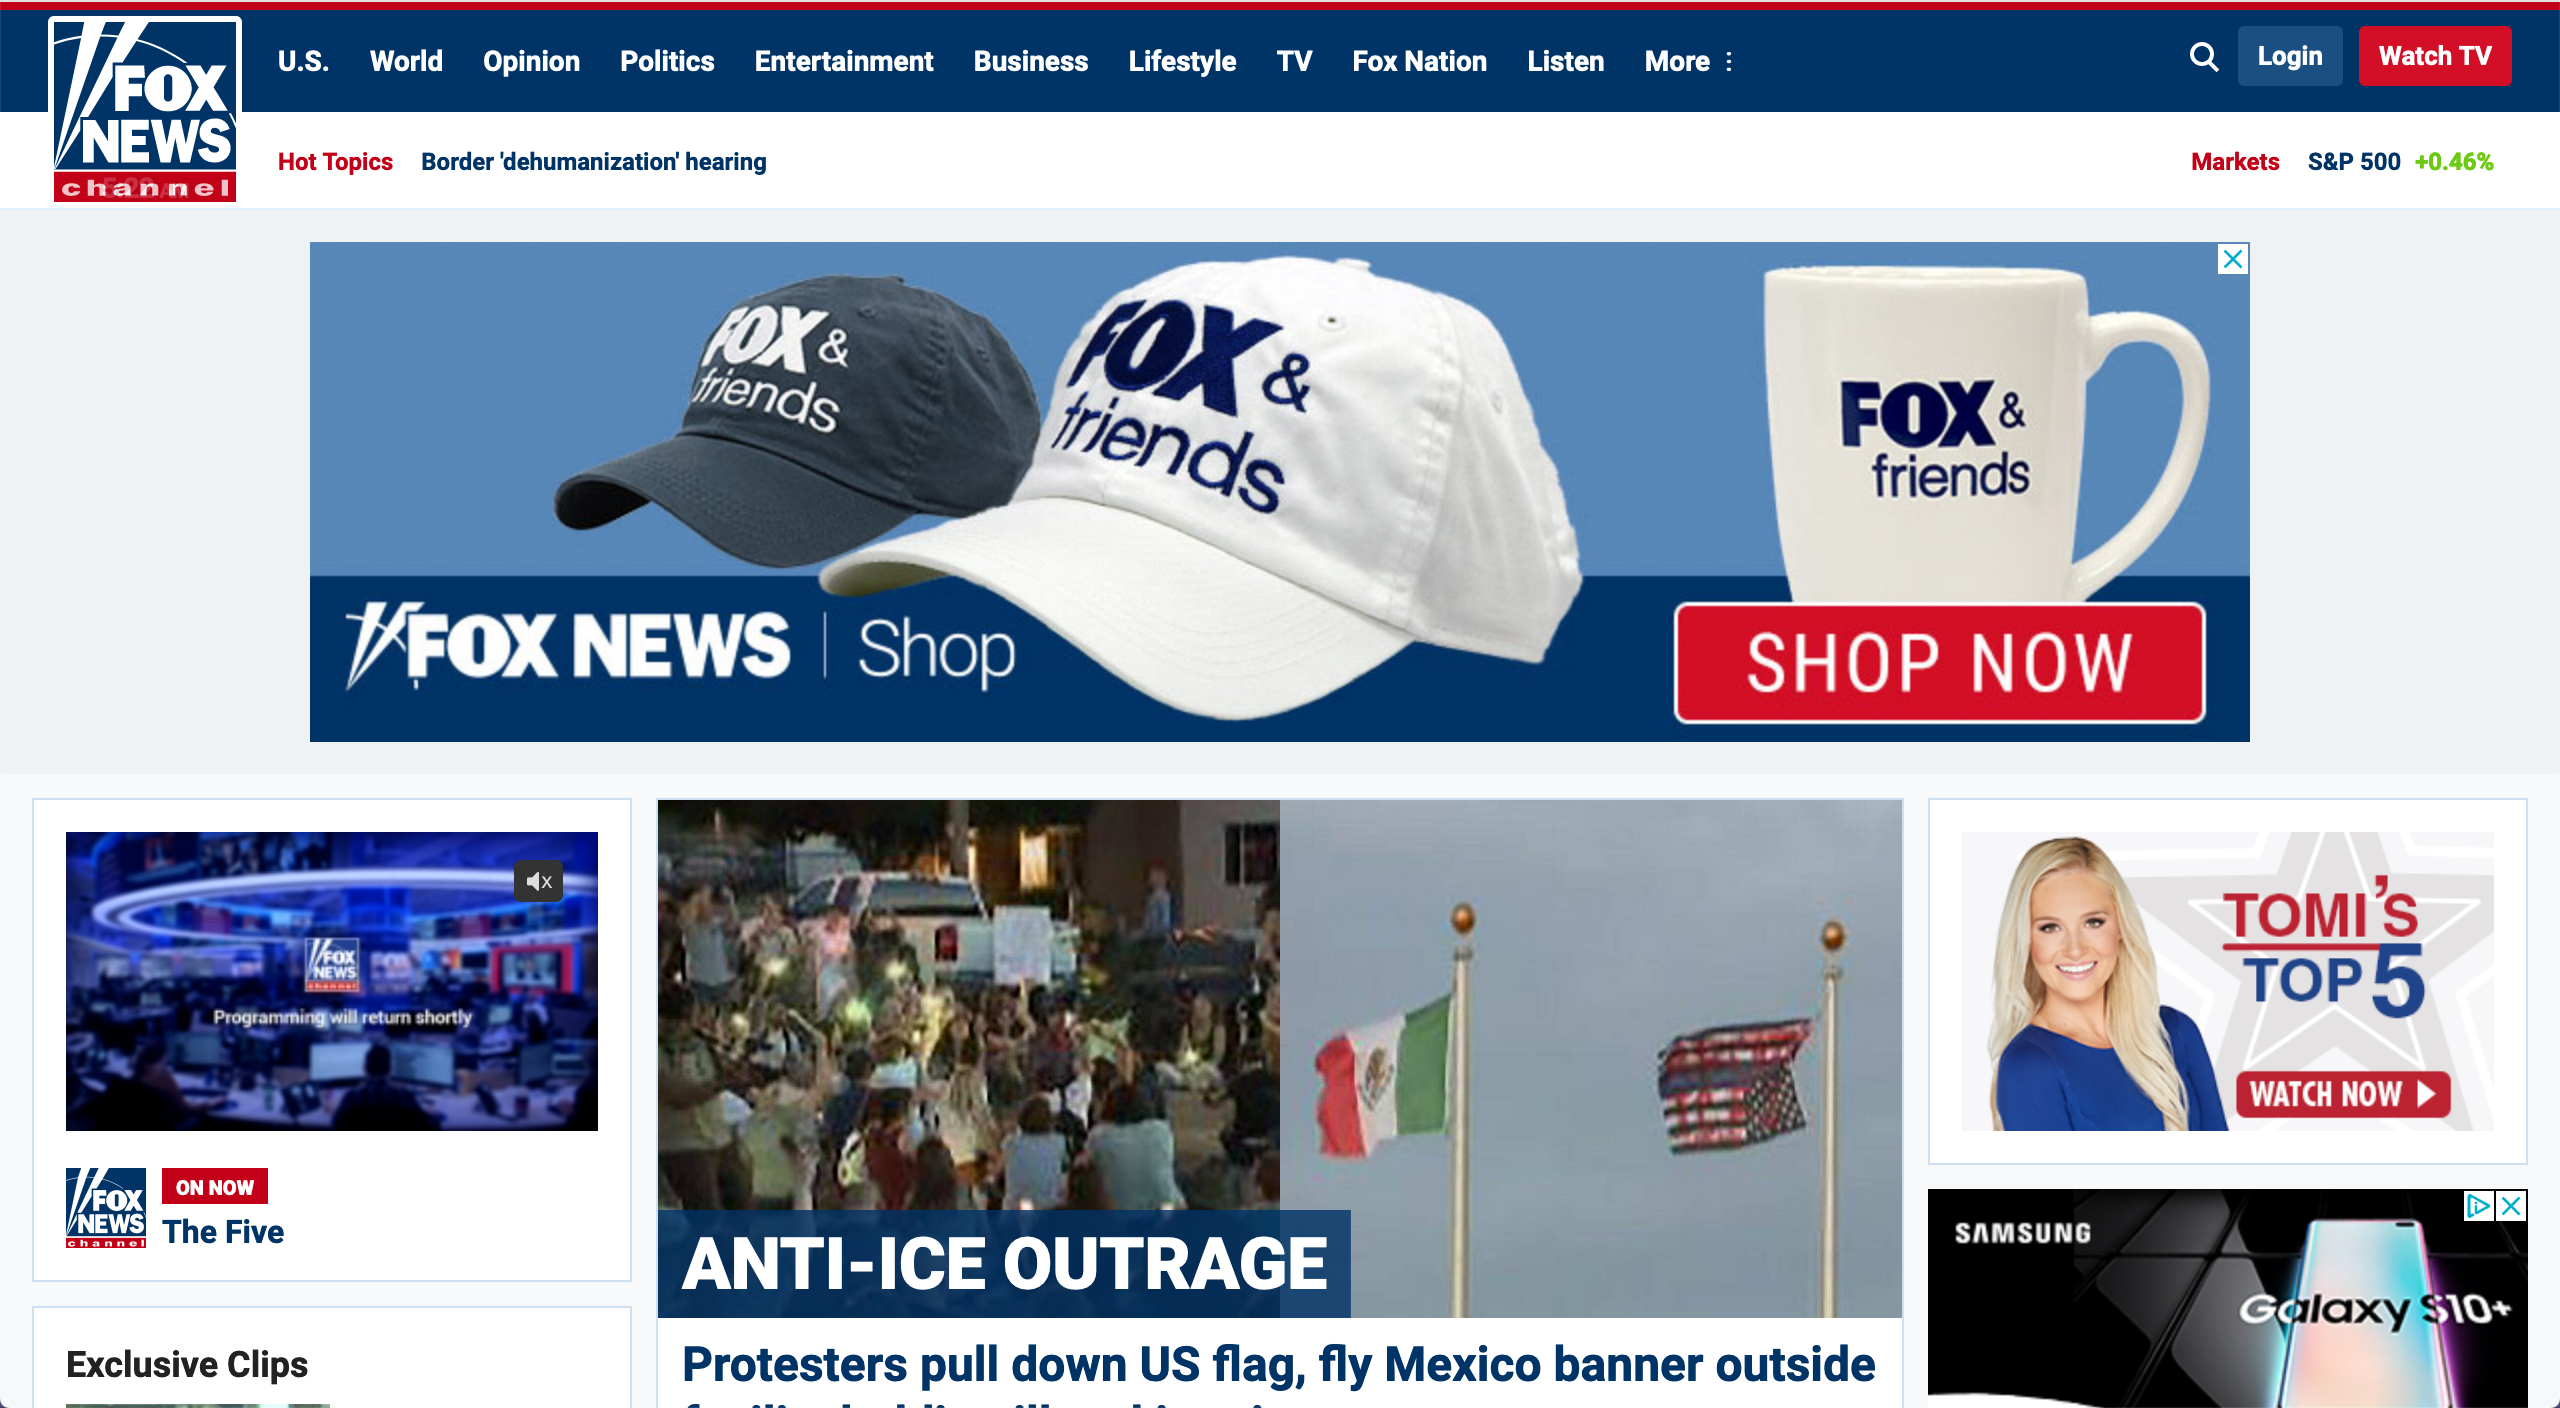 FOX
NEWS
channel
U.S. World Opinion Politics Entertainment Business Lifestyle TV Fox Nation Listen More
Login
Watch TV
Hot Topics Border 'dehumanization' hearing
Markets S&P 500 +0.46%
FOX &
friends
FOX &
friends
FOX &
friends
FOX NEWS | Shop
SHOP NOW
FOX
NEWS
channel
Programming will return shortly
FOX
NEWS
channel
ON NOW
The Five
Exclusive Clips
ANTI-ICE OUTRAGE
Protesters pull down US flag, fly Mexico banner outside
TOMI'S
TOP 5
WATCH NOW
SAMSUNG
Galaxy S10+